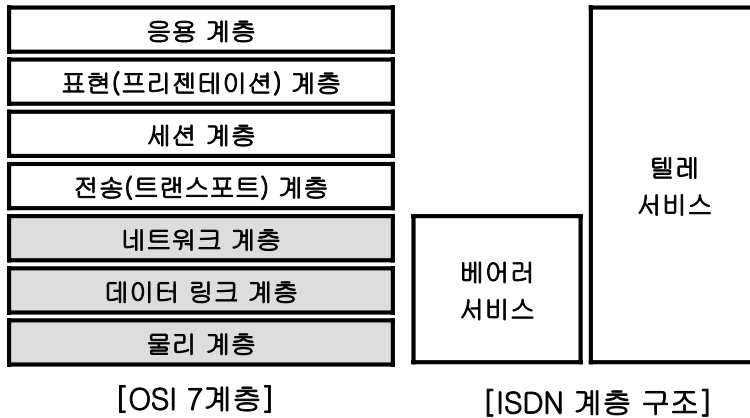 응용 계층
표현(프리젠테이션) 계층
세션 계층
전송(트랜스포트) 계층
네트워크 계층
데이터 링크 계층
물리 계층
[OSI 7계층]
베어러
서비스
텔레
서비스
[ISDN 계층 구조]